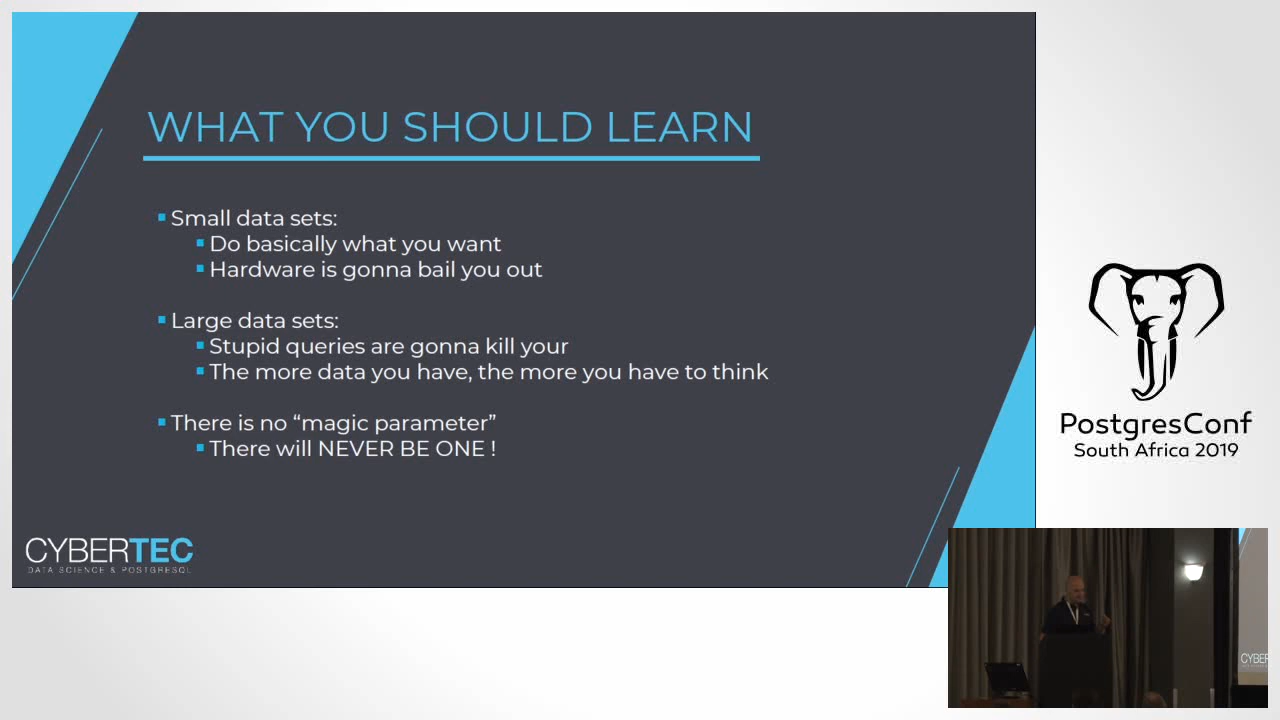 WHAT YOU SHOULD LEARN
Small data sets:
Do basically what you want
Hardware is gonna bail you out
Large data sets:
Stupid queries are gonna kill your
The more data you have, the more you have to think
There is no “magic parameter”
There will NEVER BE ONE !
CYBERTEC
DATA SCIENCE & POSTGRESQL
PostgresConf
South Africa 2019
CYBER